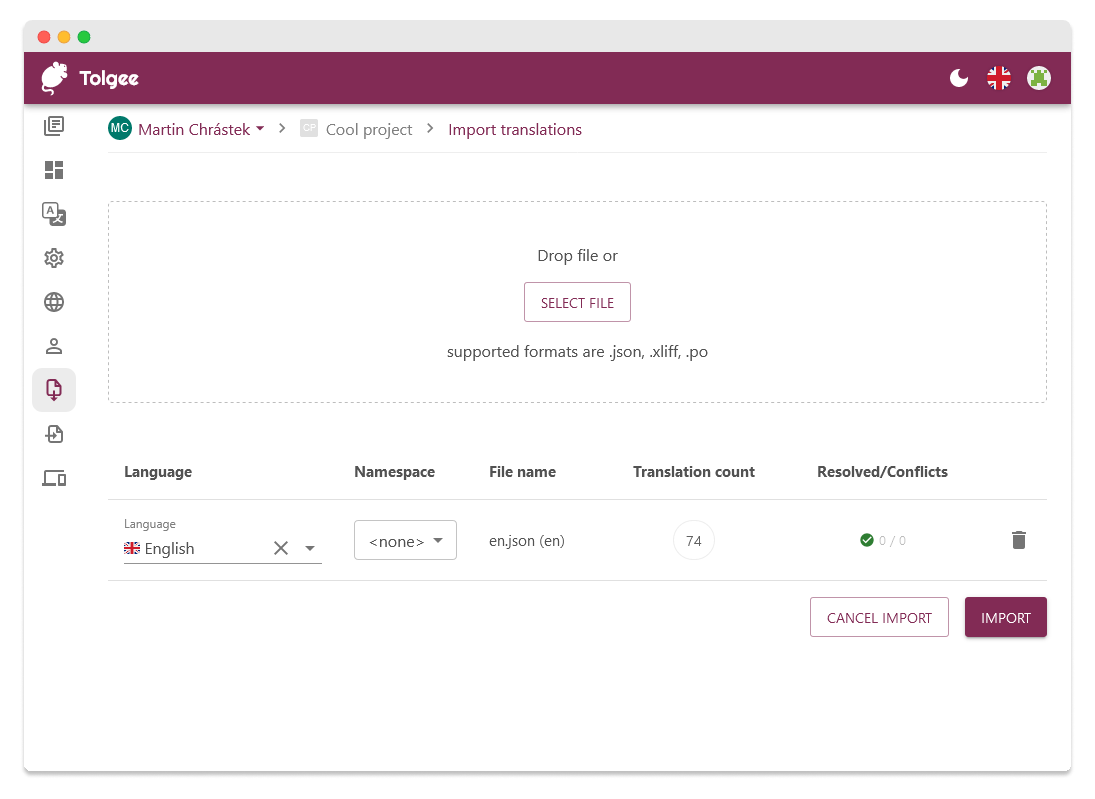 Tolgee
MC Martin Chrástek CP Cool project Import translations
Drop file or
SELECT FILE
supported formats are .json, .xliff, .po
Language Namespace File name Translation count Resolved/Conflicts
Language
English <none> en.json (en) 74 0 / 0
CANCEL IMPORT IMPORT